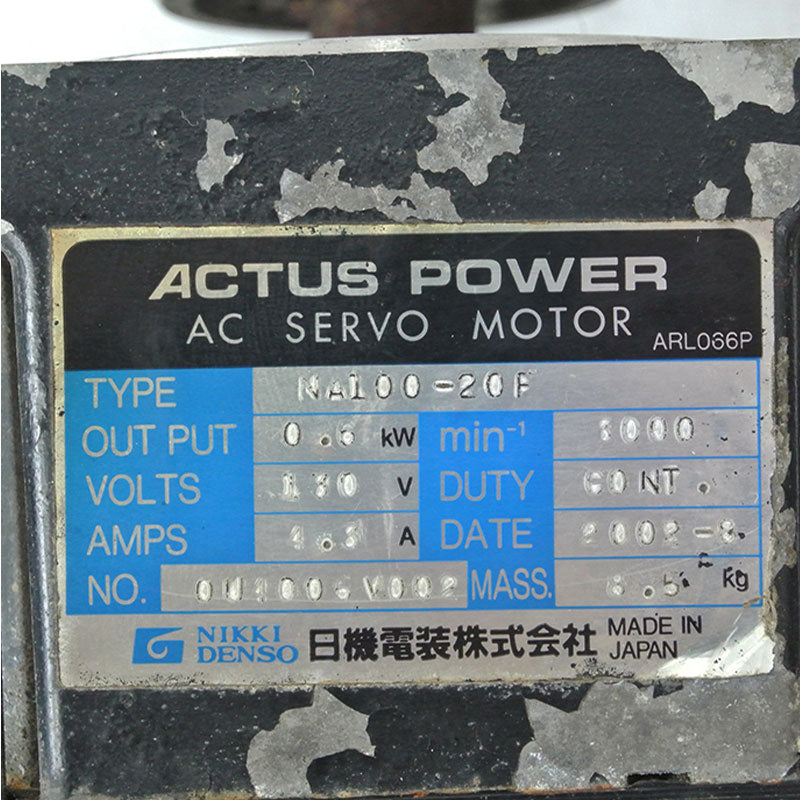 ACTUS POWER
AC SERVO MOTOR ARL066P
TYPE NA100-20F
OUT PUT kW min-1
VOLTS V DUTY CONT.
AMPS A DATE
NO. MASS. kg
NIKKI DENSO 日機電装株式会社 MADE IN JAPAN